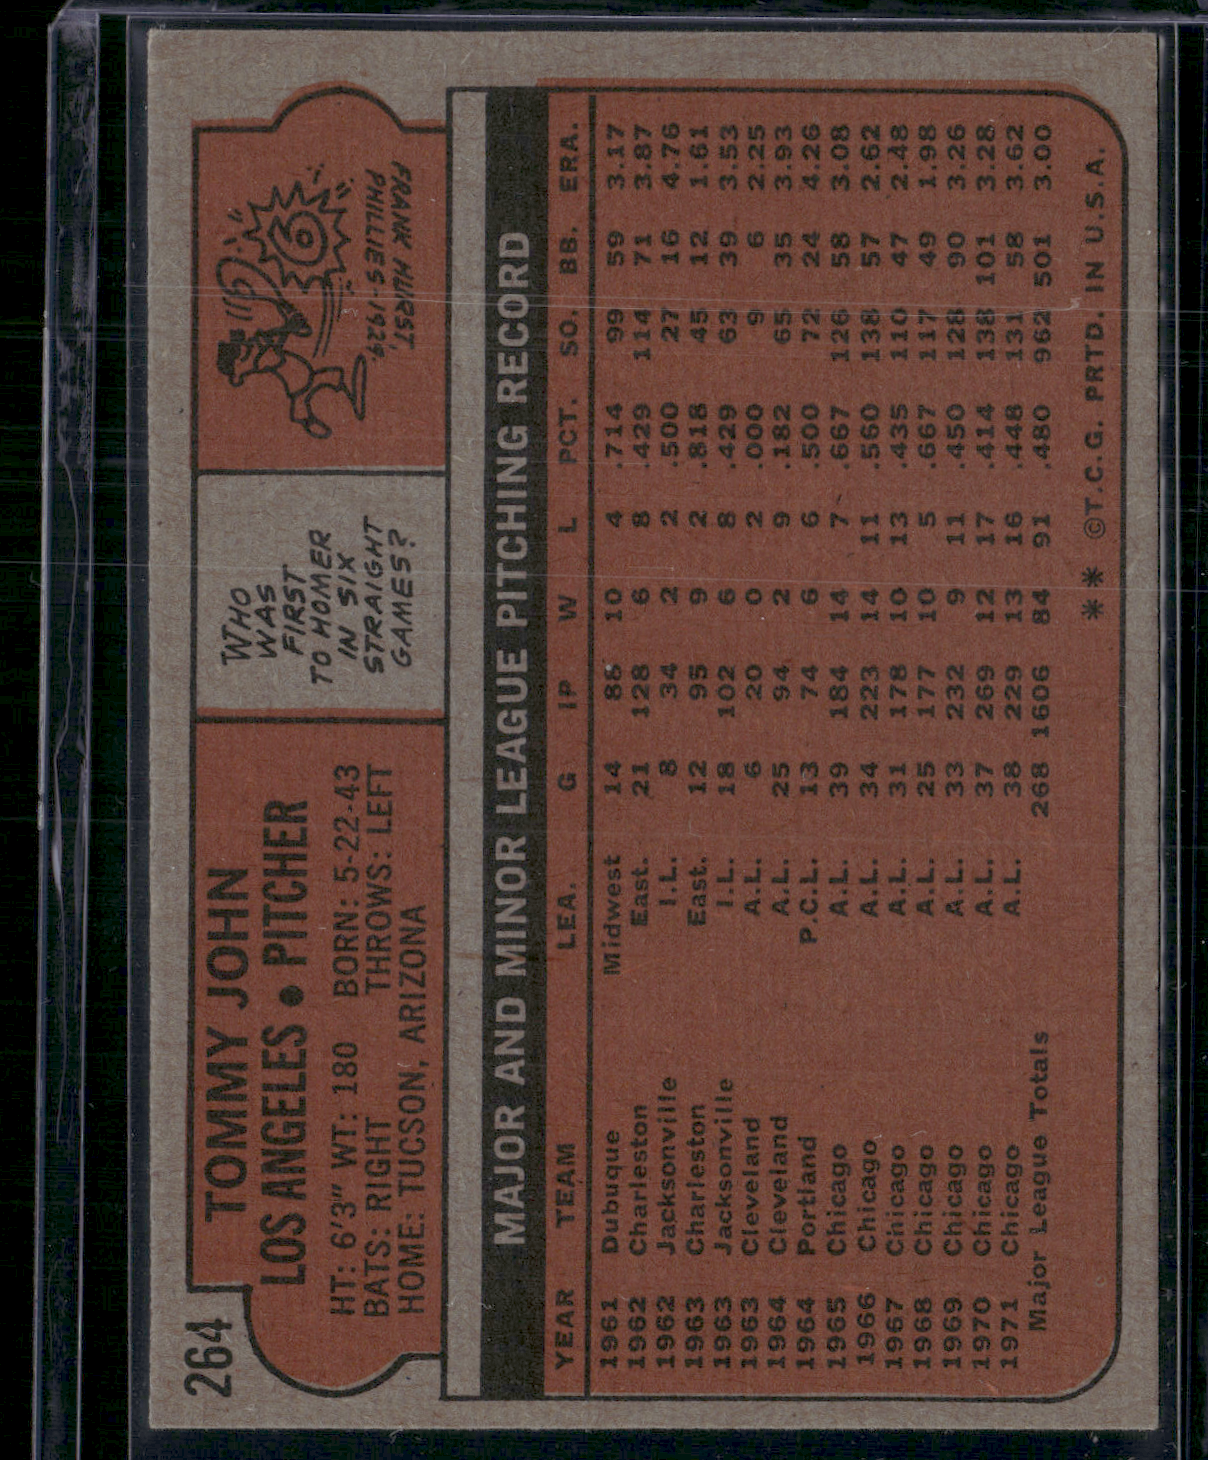 264
TOMMY JOHN
LOS ANGELES • PITCHER
HT: 6'3" WT: 180 BORN: 5-22-43
BATS: RIGHT THROWS: LEFT
HOME: TUCSON, ARIZONA
WHO
WAS
FIRST
TO HOMER
IN SIX
STRAIGHT
GAMES?
6
FRANK HURST,
PHILLIES-1929
MAJOR AND MINOR LEAGUE PITCHING RECORD
YEAR TEAM LEA. G IP W L PCT. SO. BB. ERA.
1961 Dubuque Midwest 14 85 10 4 .714 99 59 3.17
1962 Charleston East. 21 128 6 8 .429 114 71 3.87
1962 Jacksonville I.L. 8 34 2 2 .500 27 16 4.76
1963 Charleston East. 12 95 9 2 .818 45 12 1.61
1963 Jacksonville I.L. 18 102 6 8 .429 63 39 3.53
1963 Cleveland A.L. 6 20 0 2 .000 9 6 2.25
1964 Cleveland A.L. 25 94 2 9 .182 65 35 3.93
1964 Portland P.C.L. 13 74 6 6 .500 72 24 4.26
1965 Chicago A.L. 39 184 14 7 .667 126 58 3.08
1966 Chicago A.L. 34 223 14 11 .560 138 57 2.62
1967 Chicago A.L. 31 178 10 13 .435 110 47 2.48
1968 Chicago A.L. 25 177 10 5 .667 117 49 1.98
1969 Chicago A.L. 33 232 9 11 .450 128 90 3.26
1970 Chicago A.L. 37 269 12 17 .414 138 101 3.28
1971 Chicago A.L. 38 229 13 16 .448 131 58 3.62
Major League Totals 268 1606 84 91 .480 962 501 3.00
** ©T.C.G. PRTD. IN U.S.A.